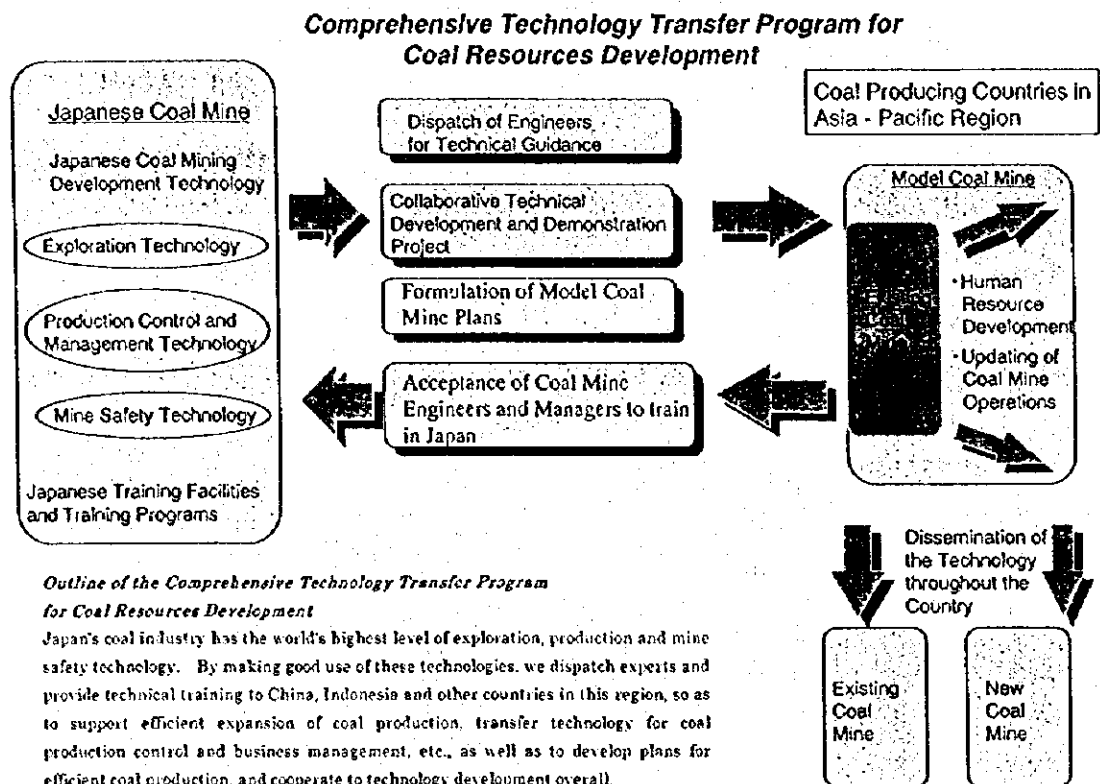 Comprehensive Technology Transfer Program for
Coal Resources Development
Japanese Coal Mine
Japanese Coal Mining
Development Technology
Exploration Technology
Production Control and
Management Technology
Mine Safety Technology
Japanese Training Facilities
and Training Programs
Dispatch of Engineers
for Technical Guidance
Collaborative Technical
Development and Demonstration
Project
Formulation of Model Coal
Mine Plans
Acceptance of Coal Mine
Engineers and Managers to train
in Japan
Coal Producing Countries in
Asia - Pacific Region
Model Coal Mine
・Human
Resource
Development
・Updating of
Coal Mine
Operations
Dissemination of
the Technology
throughout the
Country
Existing
Coal
Mine
New
Coal
Mine
Outline of the Comprehensive Technology Transfer Program
for Coal Resources Development
Japan's coal industry has the world's highest level of exploration, production and mine
safety technology. By making good use of these technologies, we dispatch experts and
provide technical training to China, Indonesia and other countries in this region, so as
to support efficient expansion of coal production, transfer technology for coal
production control and business management, etc., as well as to develop plans for
efficient coal production, and cooperate to technology development overall.